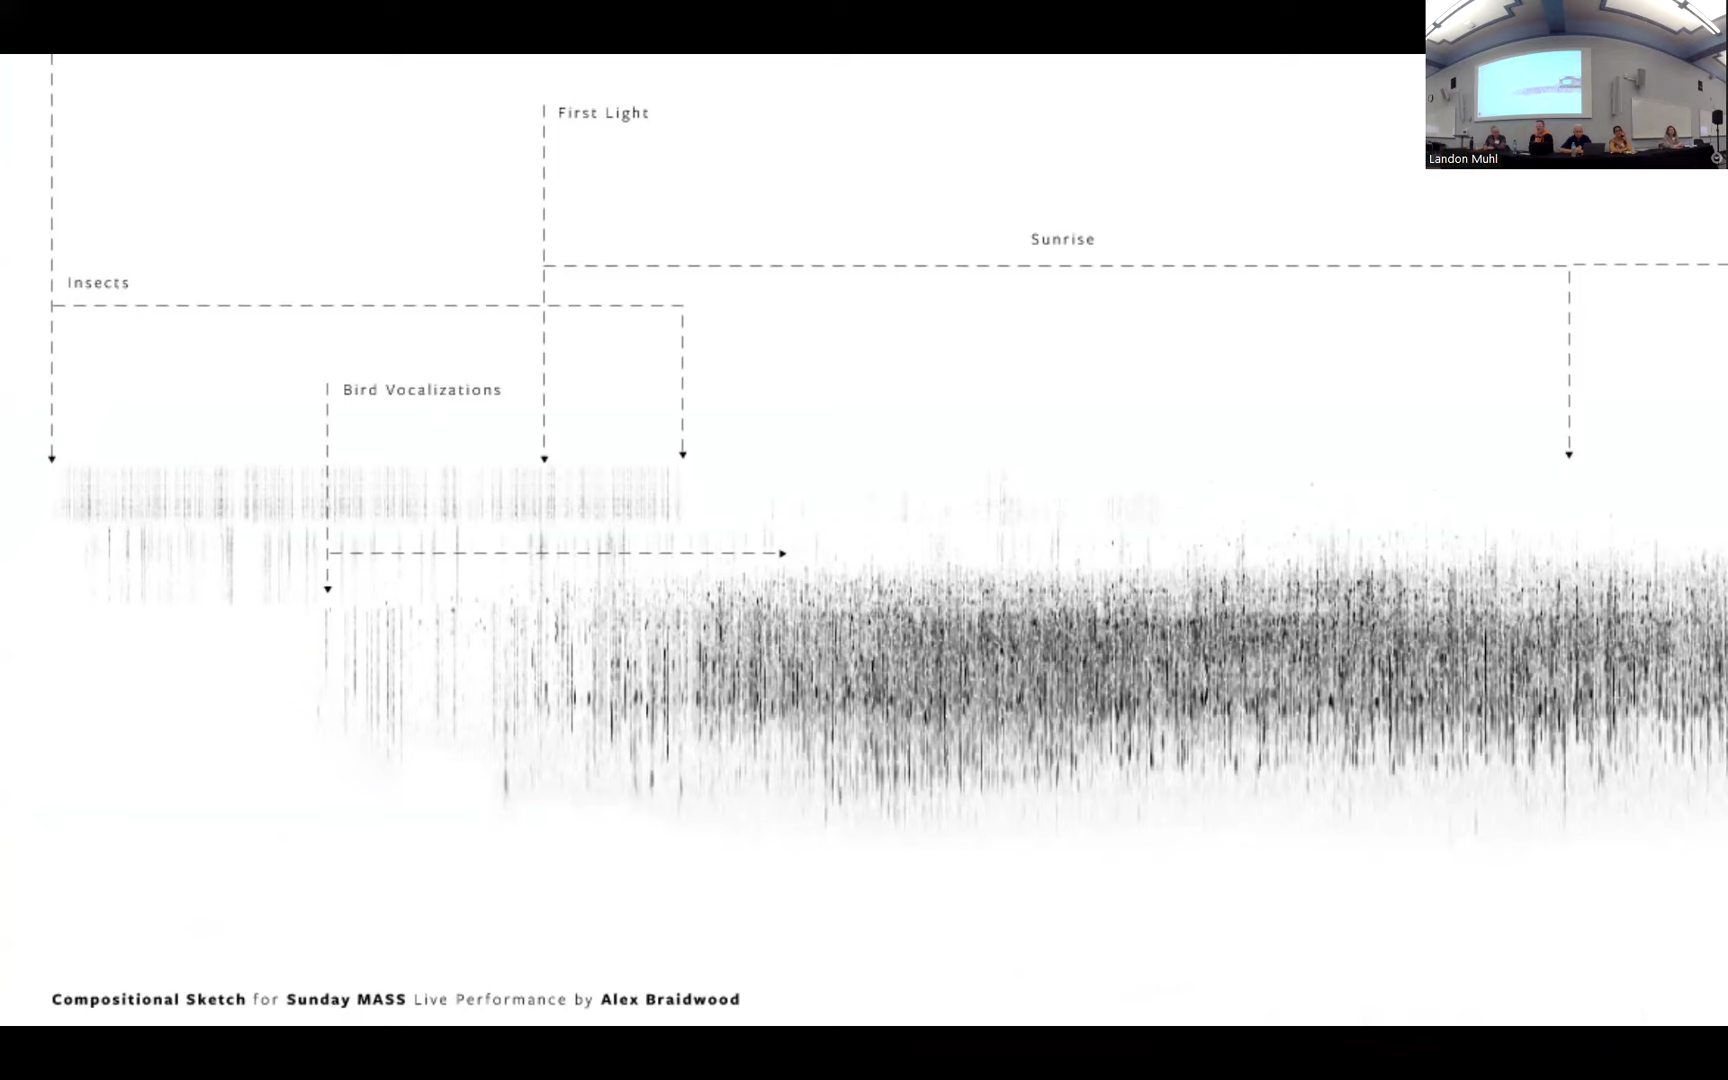 First Light
Landon Muhl
Sunrise
Insects
Bird Vocalizations
Compositional Sketch for Sunday MASS Live Performance by Alex Braidwood